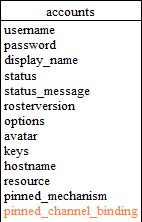 accounts
username
password
display_name
status
status_message
rosterversion
options
avatar
keys
hostname
resource
pinned_mechanism
pinned_channel_binding